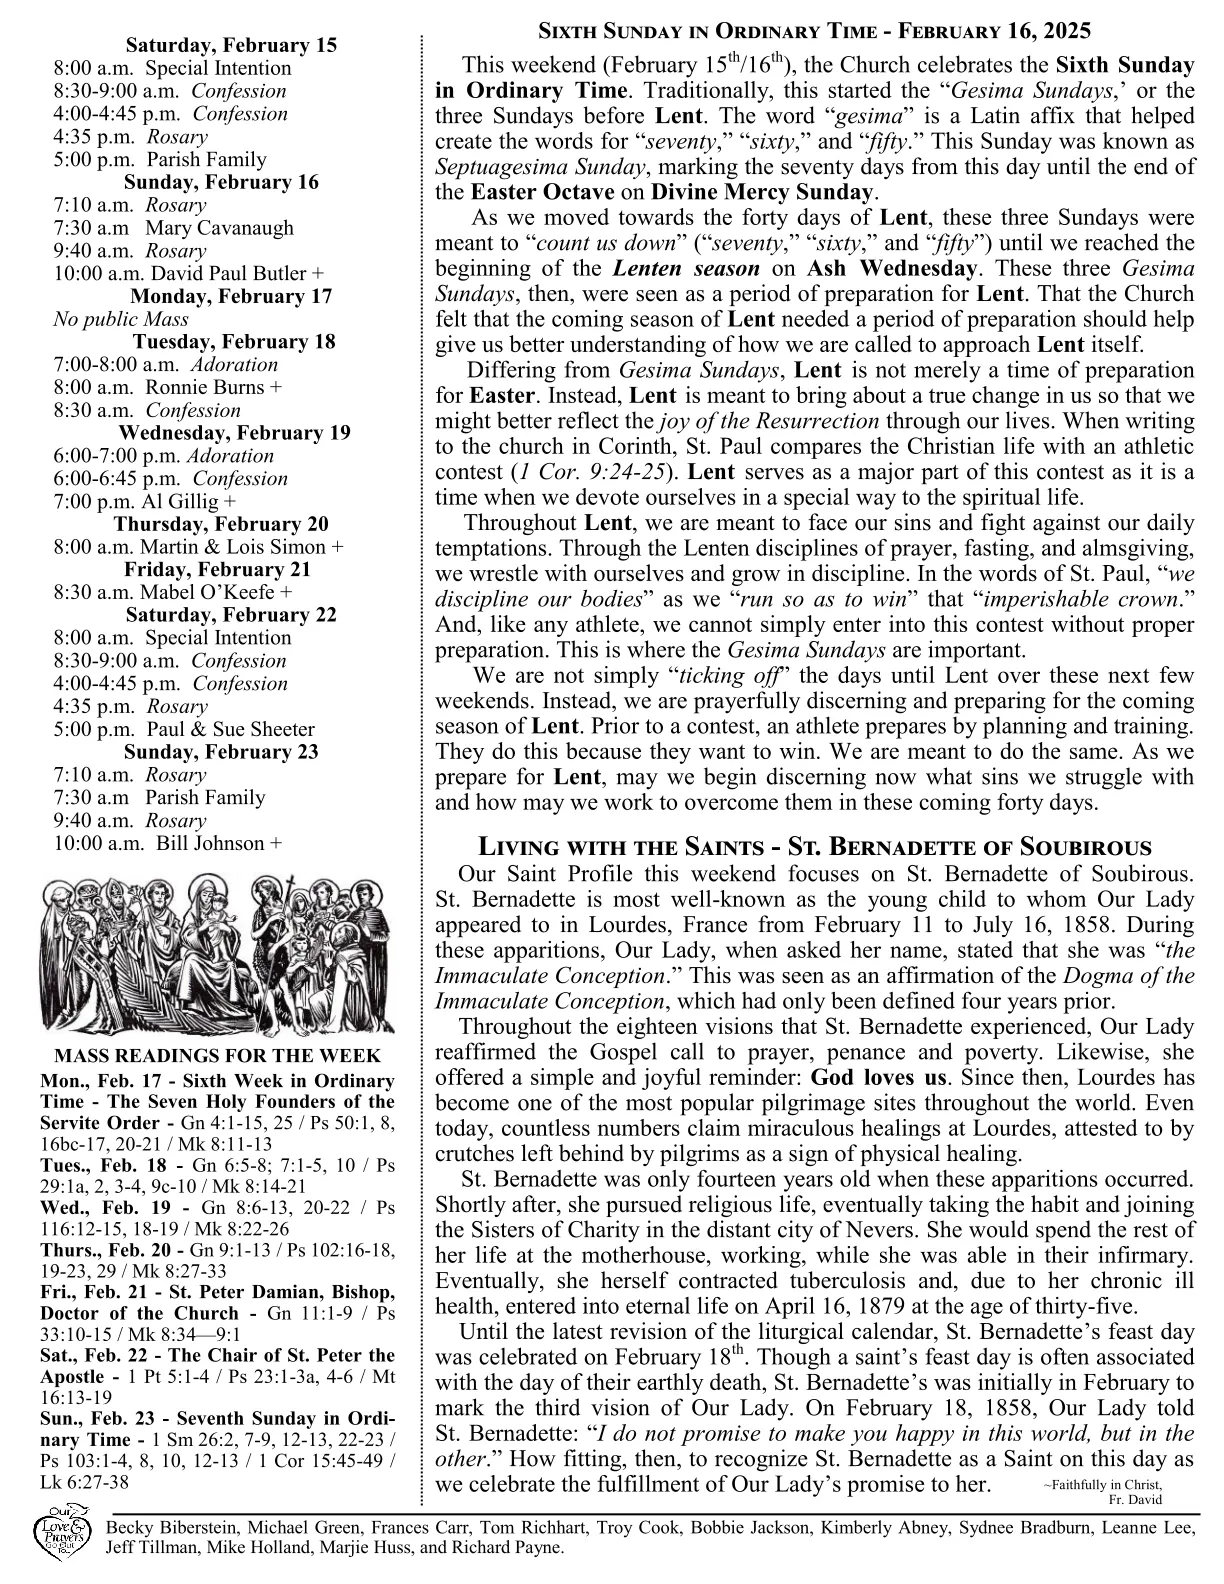 Saturday, February 15
8:00 a.m. Special Intention
8:30-9:00 a.m. Confession
4:00-4:45 p.m. Confession
4:35 p.m. Rosary
5:00 p.m. Parish Family
Sunday, February 16
7:10 a.m. Rosary
7:30 a.m Mary Cavanaugh
9:40 a.m. Rosary
10:00 a.m. David Paul Butler +
Monday, February 17
No public Mass
Tuesday, February 18
7:00-8:00 a.m. Adoration
8:00 a.m. Ronnie Burns +
8:30 a.m. Confession
Wednesday, February 19
6:00-7:00 p.m. Adoration
6:00-6:45 p.m. Confession
7:00 p.m. Al Gillig +
Thursday, February 20
8:00 a.m. Martin & Lois Simon +
Friday, February 21
8:30 a.m. Mabel O’Keefe +
Saturday, February 22
8:00 a.m. Special Intention
8:30-9:00 a.m. Confession
4:00-4:45 p.m. Confession
4:35 p.m. Rosary
5:00 p.m. Paul & Sue Sheeter
Sunday, February 23
7:10 a.m. Rosary
7:30 a.m Parish Family
9:40 a.m. Rosary
10:00 a.m. Bill Johnson +
MASS READINGS FOR THE WEEK
Mon., Feb. 17 - Sixth Week in Ordinary
Time - The Seven Holy Founders of the
Servite Order - Gn 4:1-15, 25 / Ps 50:1, 8,
16bc-17, 20-21 / Mk 8:11-13
Tues., Feb. 18 - Gn 6:5-8; 7:1-5, 10 / Ps
29:1a, 2, 3-4, 9c-10 / Mk 8:14-21
Wed., Feb. 19 - Gn 8:6-13, 20-22 / Ps
116:12-15, 18-19 / Mk 8:22-26
Thurs., Feb. 20 - Gn 9:1-13 / Ps 102:16-18,
19-23, 29 / Mk 8:27-33
Fri., Feb. 21 - St. Peter Damian, Bishop,
Doctor of the Church - Gn 11:1-9 / Ps
33:10-15 / Mk 8:34—9:1
Sat., Feb. 22 - The Chair of St. Peter the
Apostle - 1 Pt 5:1-4 / Ps 23:1-3a, 4-6 / Mt
16:13-19
Sun., Feb. 23 - Seventh Sunday in Ordi-
nary Time - 1 Sm 26:2, 7-9, 12-13, 22-23 /
Ps 103:1-4, 8, 10, 12-13 / 1 Cor 15:45-49 /
Lk 6:27-38
Sixth Sunday in Ordinary Time - February 16, 2025
This weekend (February 15th/16th), the Church celebrates the Sixth Sunday
in Ordinary Time. Traditionally, this started the “Gesima Sundays,’ or the
three Sundays before Lent. The word “gesima” is a Latin affix that helped
create the words for “seventy,” “sixty,” and “fifty.” This Sunday was known as
Septuagesima Sunday, marking the seventy days from this day until the end of
the Easter Octave on Divine Mercy Sunday.
As we moved towards the forty days of Lent, these three Sundays were
meant to “count us down” (“seventy,” “sixty,” and “fifty”) until we reached the
beginning of the Lenten season on Ash Wednesday. These three Gesima
Sundays, then, were seen as a period of preparation for Lent. That the Church
felt that the coming season of Lent needed a period of preparation should help
give us better understanding of how we are called to approach Lent itself.
Differing from Gesima Sundays, Lent is not merely a time of preparation
for Easter. Instead, Lent is meant to bring about a true change in us so that we
might better reflect the joy of the Resurrection through our lives. When writing
to the church in Corinth, St. Paul compares the Christian life with an athletic
contest (1 Cor. 9:24-25). Lent serves as a major part of this contest as it is a
time when we devote ourselves in a special way to the spiritual life.
Throughout Lent, we are meant to face our sins and fight against our daily
temptations. Through the Lenten disciplines of prayer, fasting, and almsgiving,
we wrestle with ourselves and grow in discipline. In the words of St. Paul, “we
discipline our bodies” as we “run so as to win” that “imperishable crown.”
And, like any athlete, we cannot simply enter into this contest without proper
preparation. This is where the Gesima Sundays are important.
We are not simply “ticking off” the days until Lent over these next few
weekends. Instead, we are prayerfully discerning and preparing for the coming
season of Lent. Prior to a contest, an athlete prepares by planning and training.
They do this because they want to win. We are meant to do the same. As we
prepare for Lent, may we begin discerning now what sins we struggle with
and how may we work to overcome them in these coming forty days.
Living with the Saints - St. Bernadette of Soubirous
Our Saint Profile this weekend focuses on St. Bernadette of Soubirous.
St. Bernadette is most well-known as the young child to whom Our Lady
appeared to in Lourdes, France from February 11 to July 16, 1858. During
these apparitions, Our Lady, when asked her name, stated that she was “the
Immaculate Conception.” This was seen as an affirmation of the Dogma of the
Immaculate Conception, which had only been defined four years prior.
Throughout the eighteen visions that St. Bernadette experienced, Our Lady
reaffirmed the Gospel call to prayer, penance and poverty. Likewise, she
offered a simple and joyful reminder: God loves us. Since then, Lourdes has
become one of the most popular pilgrimage sites throughout the world. Even
today, countless numbers claim miraculous healings at Lourdes, attested to by
crutches left behind by pilgrims as a sign of physical healing.
St. Bernadette was only fourteen years old when these apparitions occurred.
Shortly after, she pursued religious life, eventually taking the habit and joining
the Sisters of Charity in the distant city of Nevers. She would spend the rest of
her life at the motherhouse, working, while she was able in their infirmary.
Eventually, she herself contracted tuberculosis and, due to her chronic ill
health, entered into eternal life on April 16, 1879 at the age of thirty-five.
Until the latest revision of the liturgical calendar, St. Bernadette’s feast day
was celebrated on February 18th. Though a saint’s feast day is often associated
with the day of their earthly death, St. Bernadette’s was initially in February to
mark the third vision of Our Lady. On February 18, 1858, Our Lady told
St. Bernadette: “I do not promise to make you happy in this world, but in the
other.” How fitting, then, to recognize St. Bernadette as a Saint on this day as
we celebrate the fulfillment of Our Lady’s promise to her.
~Faithfully in Christ,
Fr. David
Our
Love &
Prayers
Go Out
To...
Becky Biberstein, Michael Green, Frances Carr, Tom Richhart, Troy Cook, Bobbie Jackson, Kimberly Abney, Sydnee Bradburn, Leanne Lee,
Jeff Tillman, Mike Holland, Marjie Huss, and Richard Payne.